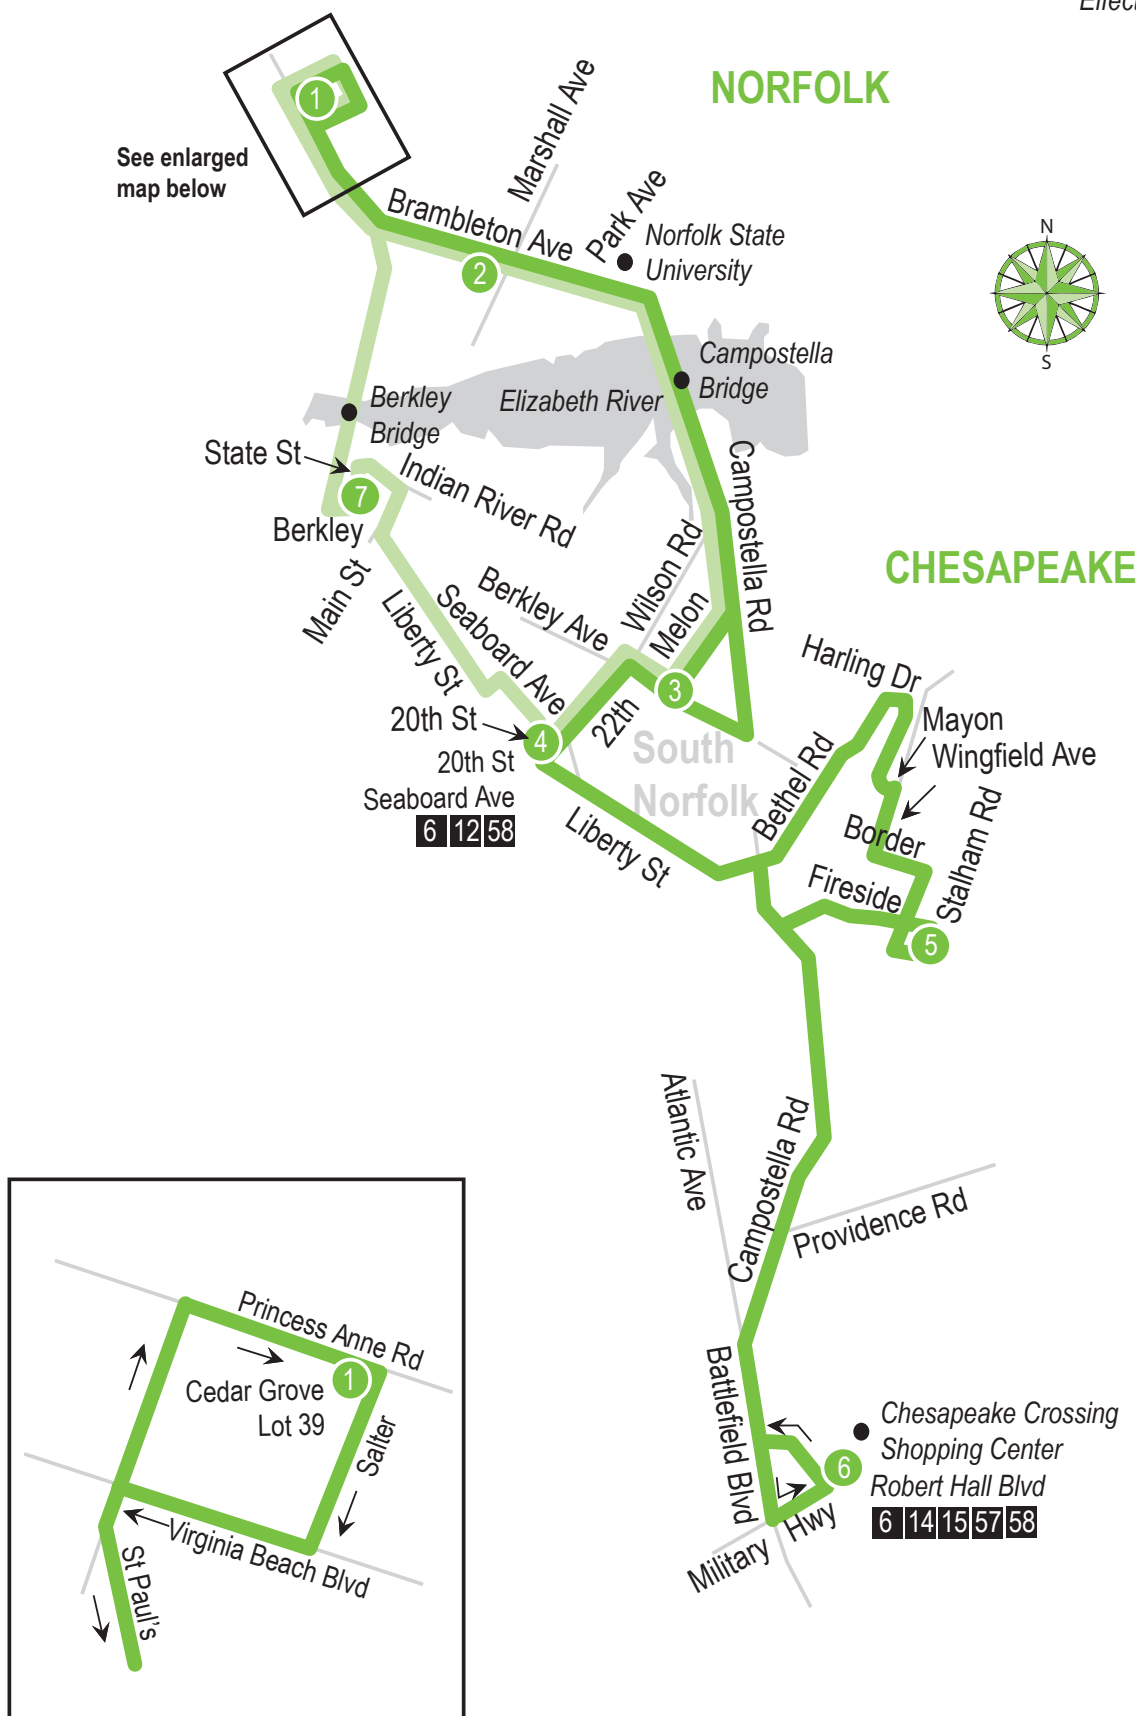 NORFOLK
1
See enlarged
map below
Marshall Ave
Brambleton Ave
Park Ave
Norfolk State
University
2
N
S
Campostella
Bridge
Elizabeth River
Berkley
Bridge
State St
Indian River Rd
7
Berkley
Main St
Campostella Rd
CHESAPEAKE
Wilson Rd
Melon
Berkley Ave
Seaboard Ave
Liberty St
Harling Dr
3
22th
20th St
4
20th St
Seaboard Ave
6 12 58
South
Norfolk
Mayon
Wingfield Ave
Bethel Rd
Liberty St
Border
Stalham Rd
Fireside
5
Atlantic Ave
Campostella Rd
Providence Rd
Battlefield Blvd
Chesapeake Crossing
Shopping Center
6
Robert Hall Blvd
6 14 15 57 58
Military Hwy
Princess Anne Rd
1
Cedar Grove
Lot 39
Salter
Virginia Beach Blvd
St Paul's